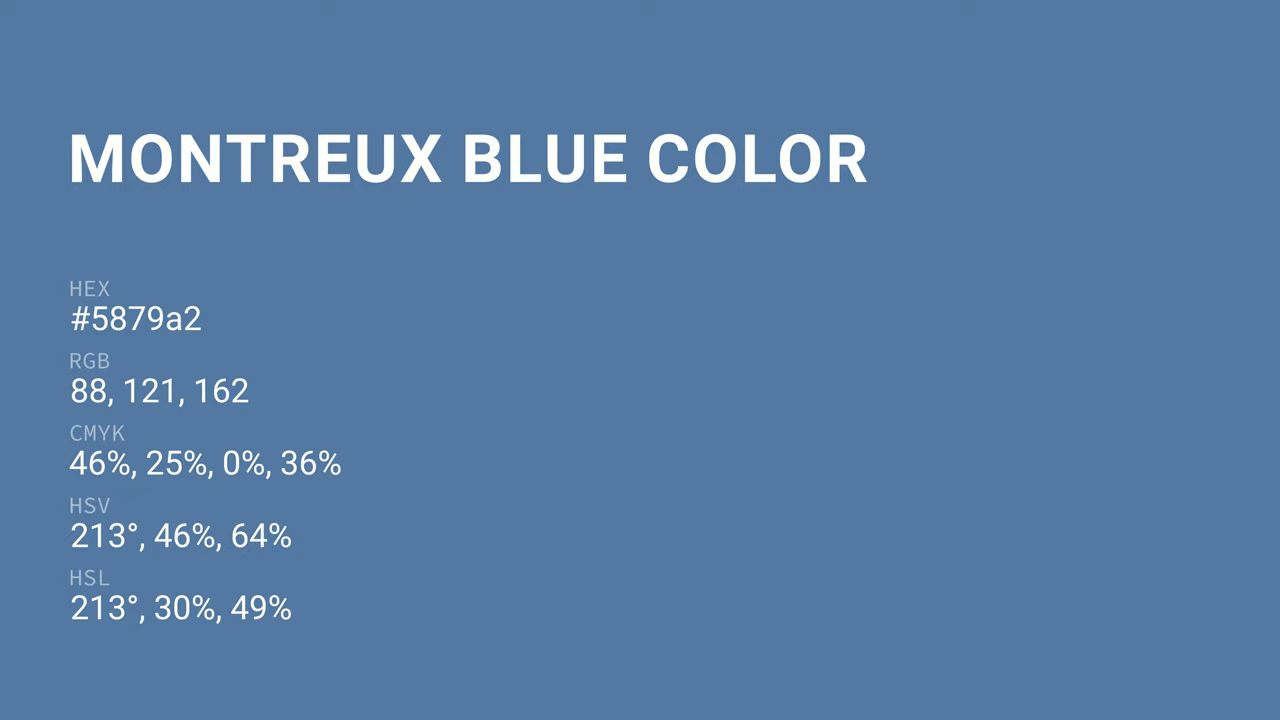 MONTREUX BLUE COLOR
HEX
#5879a2
RGB
88, 121, 162
CMYK
46%, 25%, 0%, 36%
HSV
213°, 46%, 64%
HSL
213°, 30%, 49%